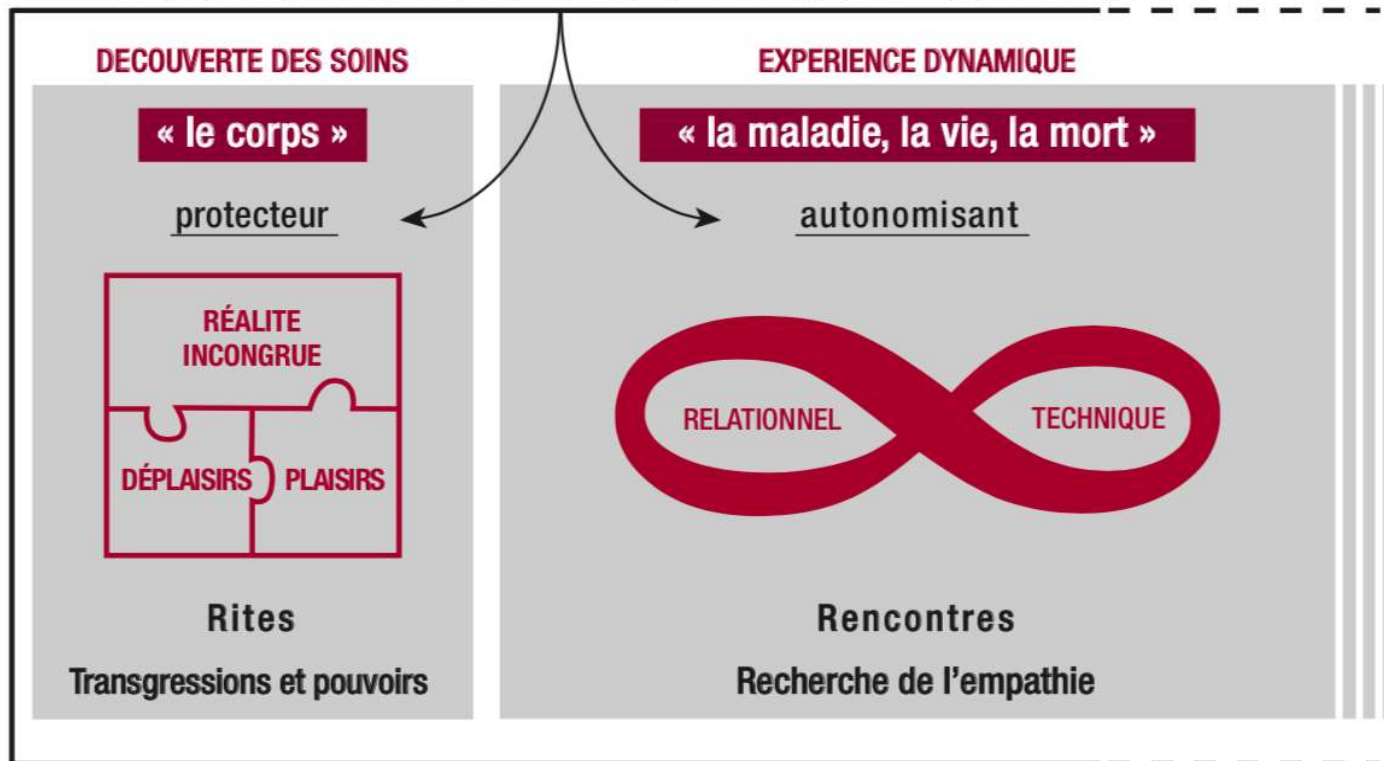 DECOUVERTE DES SOINS
« le corps »
protecteur
RÉALITE
INCONGRUE
DÉPLAISIRS
PLAISIRS
Rites
Transgressions et pouvoirs
EXPERIENCE DYNAMIQUE
« la maladie, la vie, la mort »
autonomisant
RELATIONNEL
TECHNIQUE
Rencontres
Recherche de l’empathie